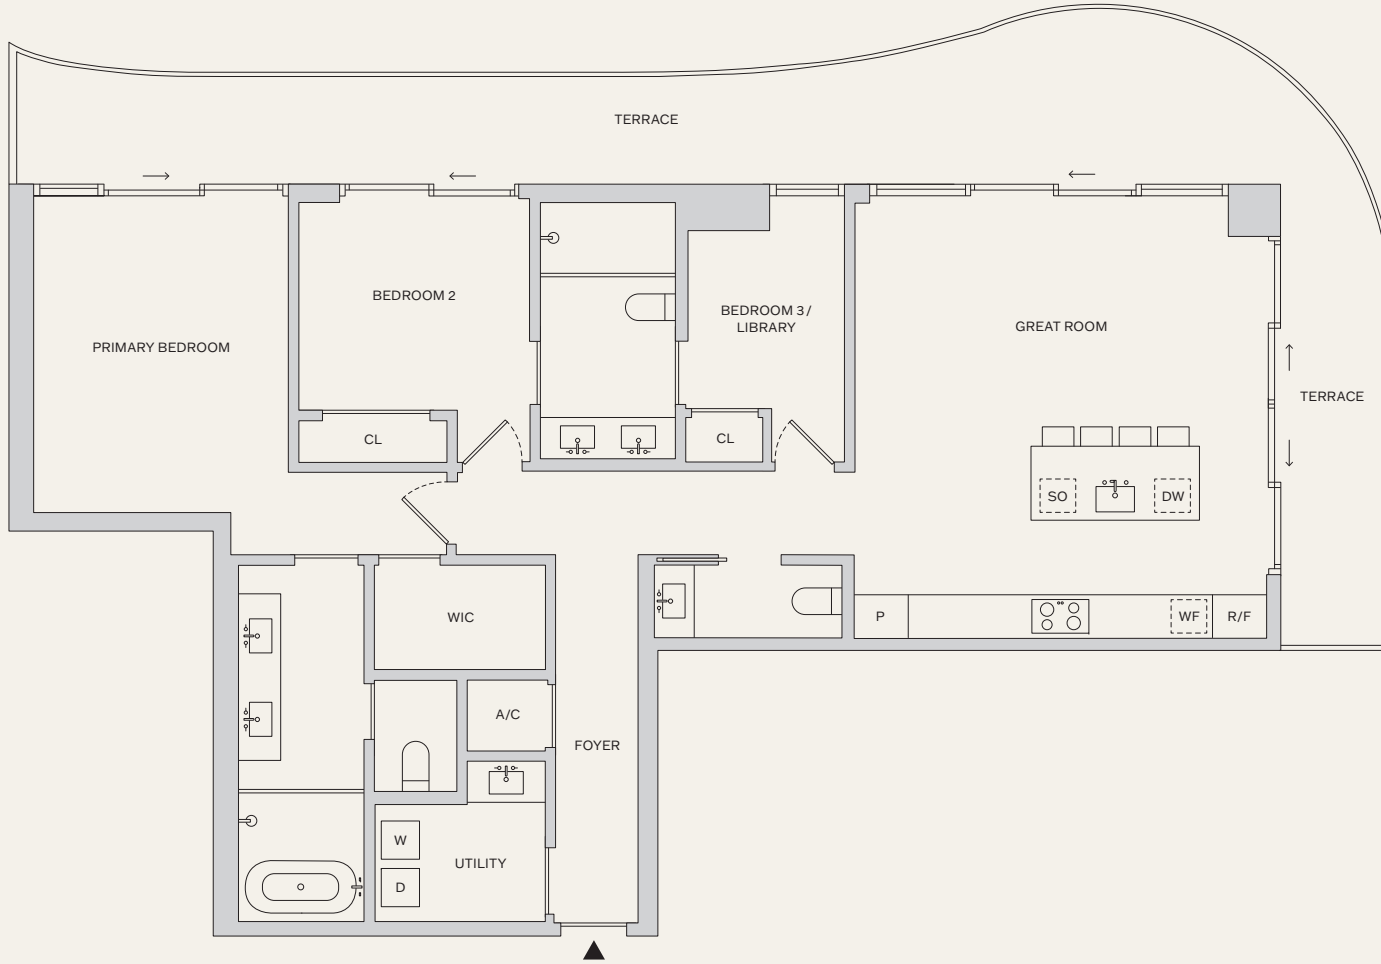 TERRACE
BEDROOM 2
BEDROOM 3/
LIBRARY
GREAT ROOM
PRIMARY BEDROOM
TERRACE
CL
CL
SO
DW
WIC
P
WF
R/F
A/C
FOYER
W
UTILITY
D